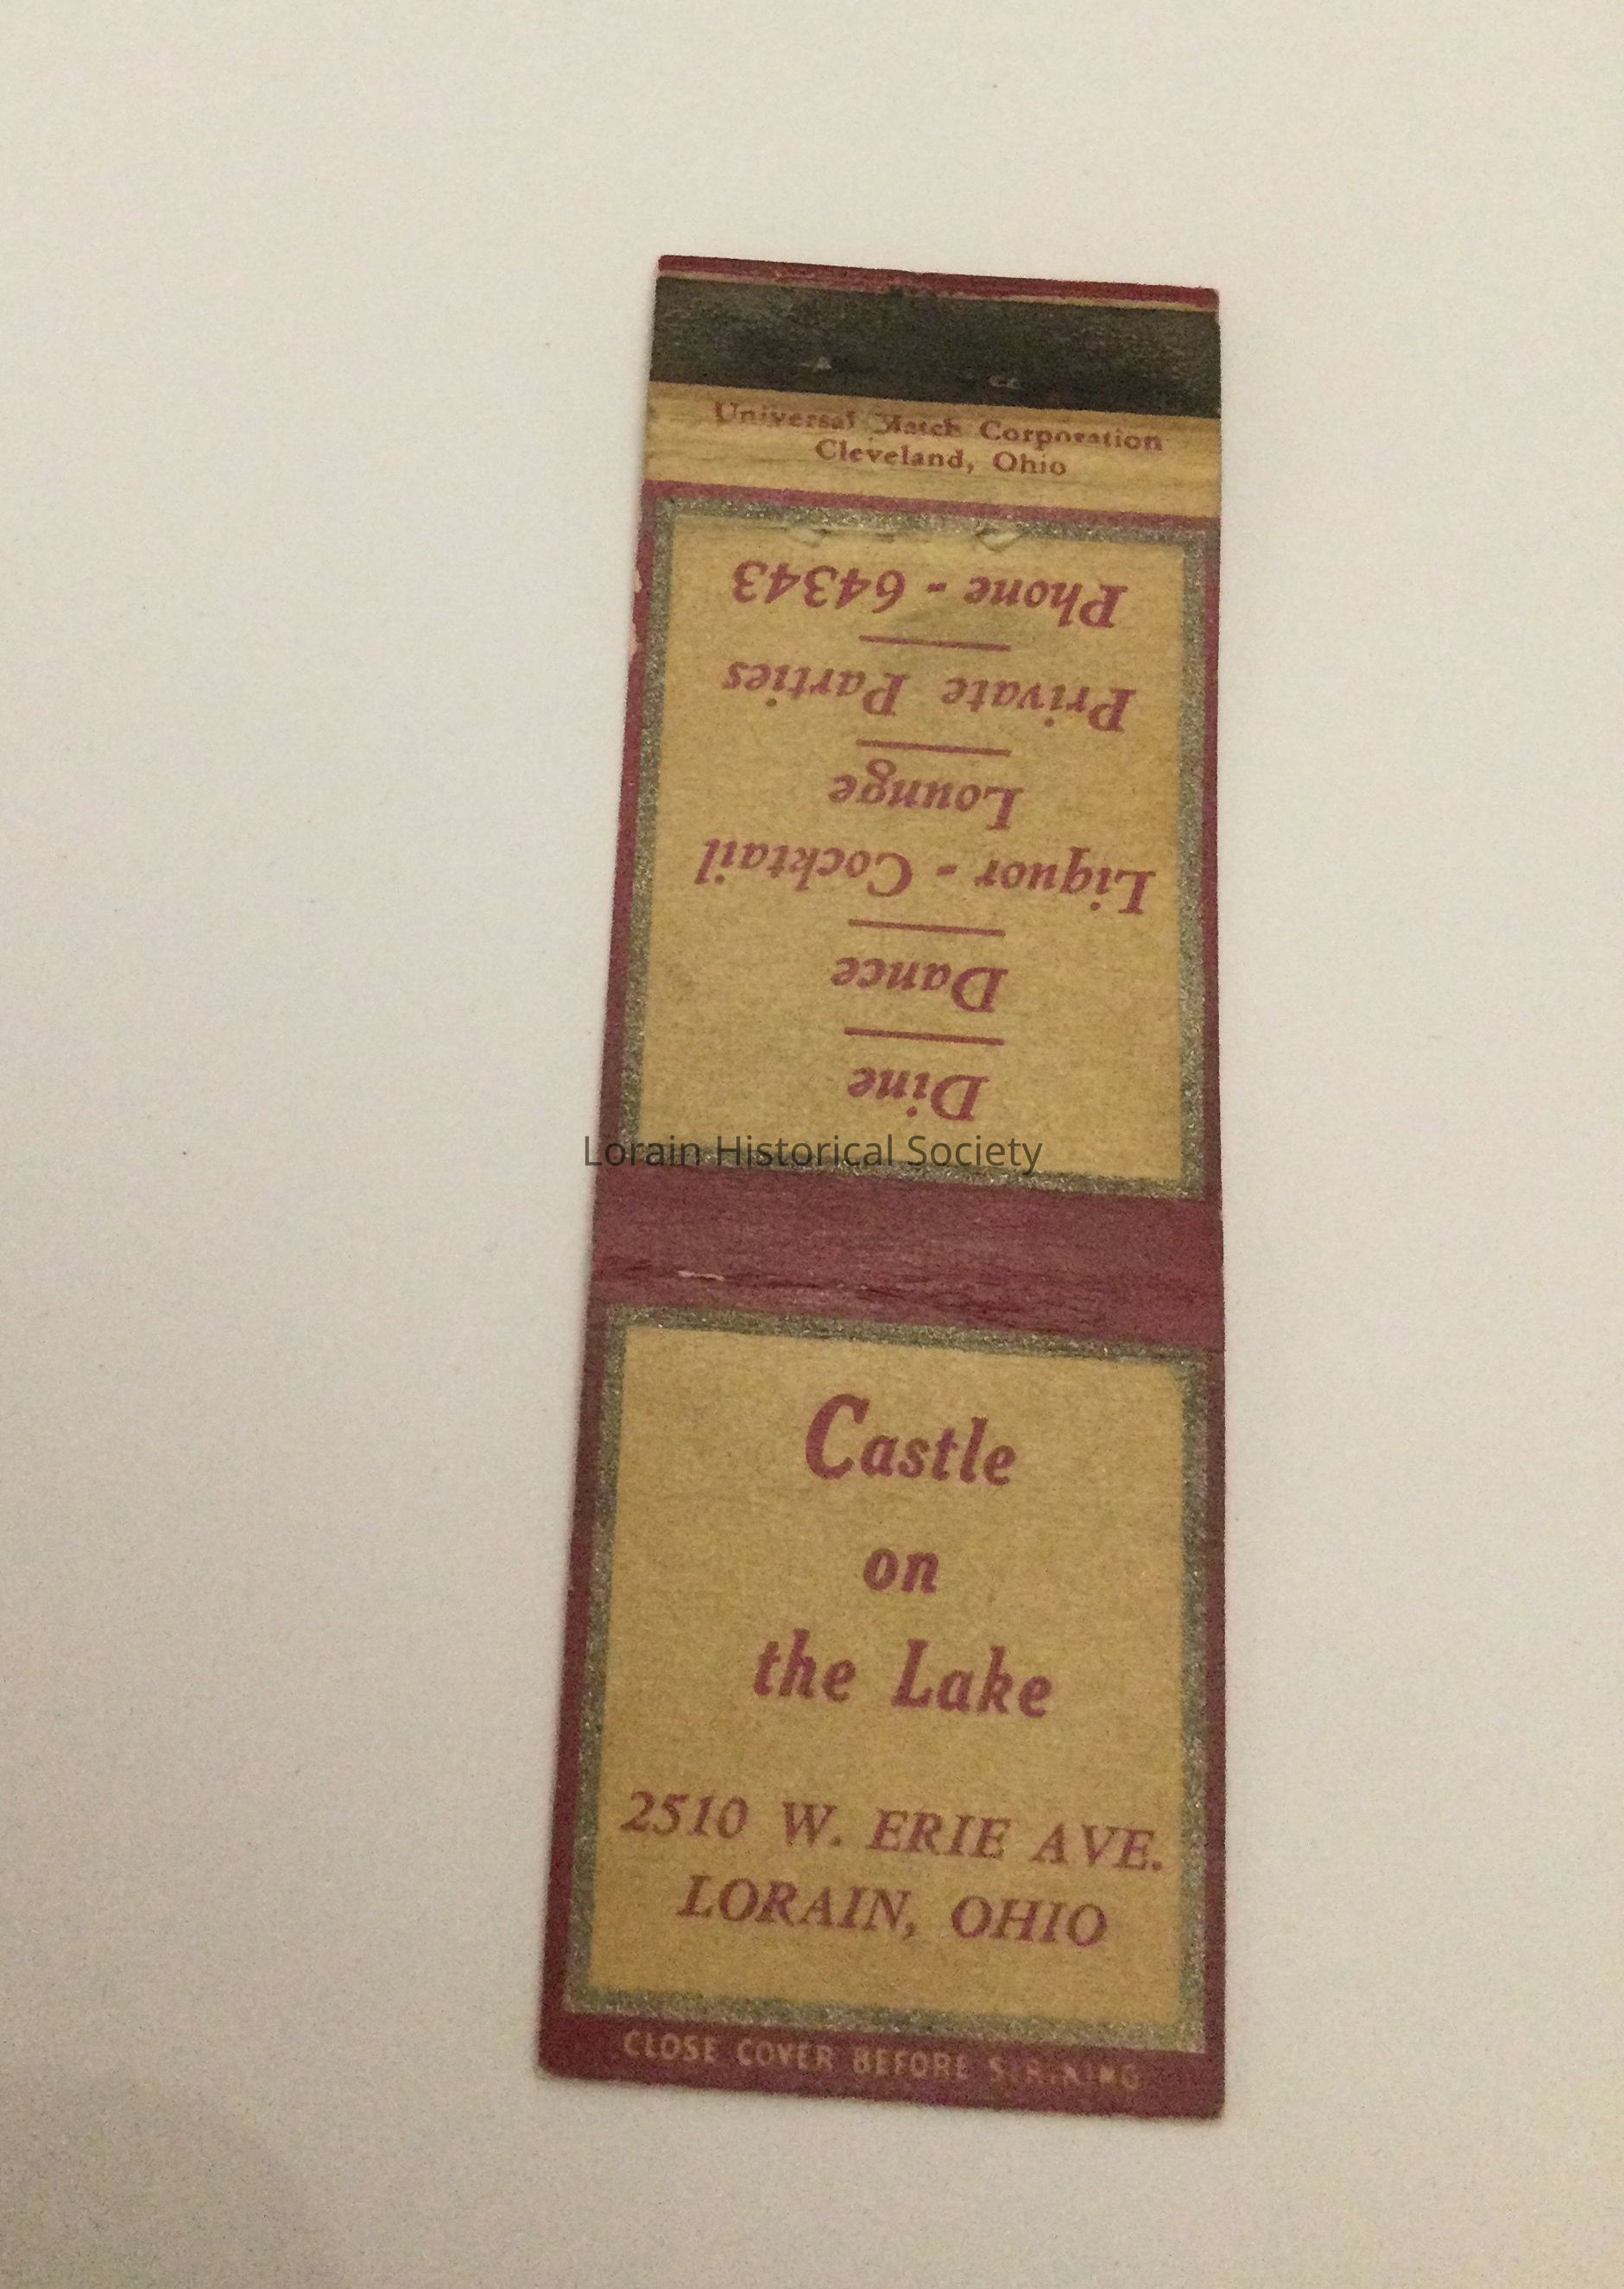 Universal Match Corporation
Cleveland, Ohio
Dine
Dance
Liquor - Cocktail
Lounge
Private Parties
Phone - 64343
Lorain Historical Society
Castle
on
the Lake
2510 W. ERIE AVE.
LORAIN, OHIO
CLOSE COVER BEFORE STRIKING